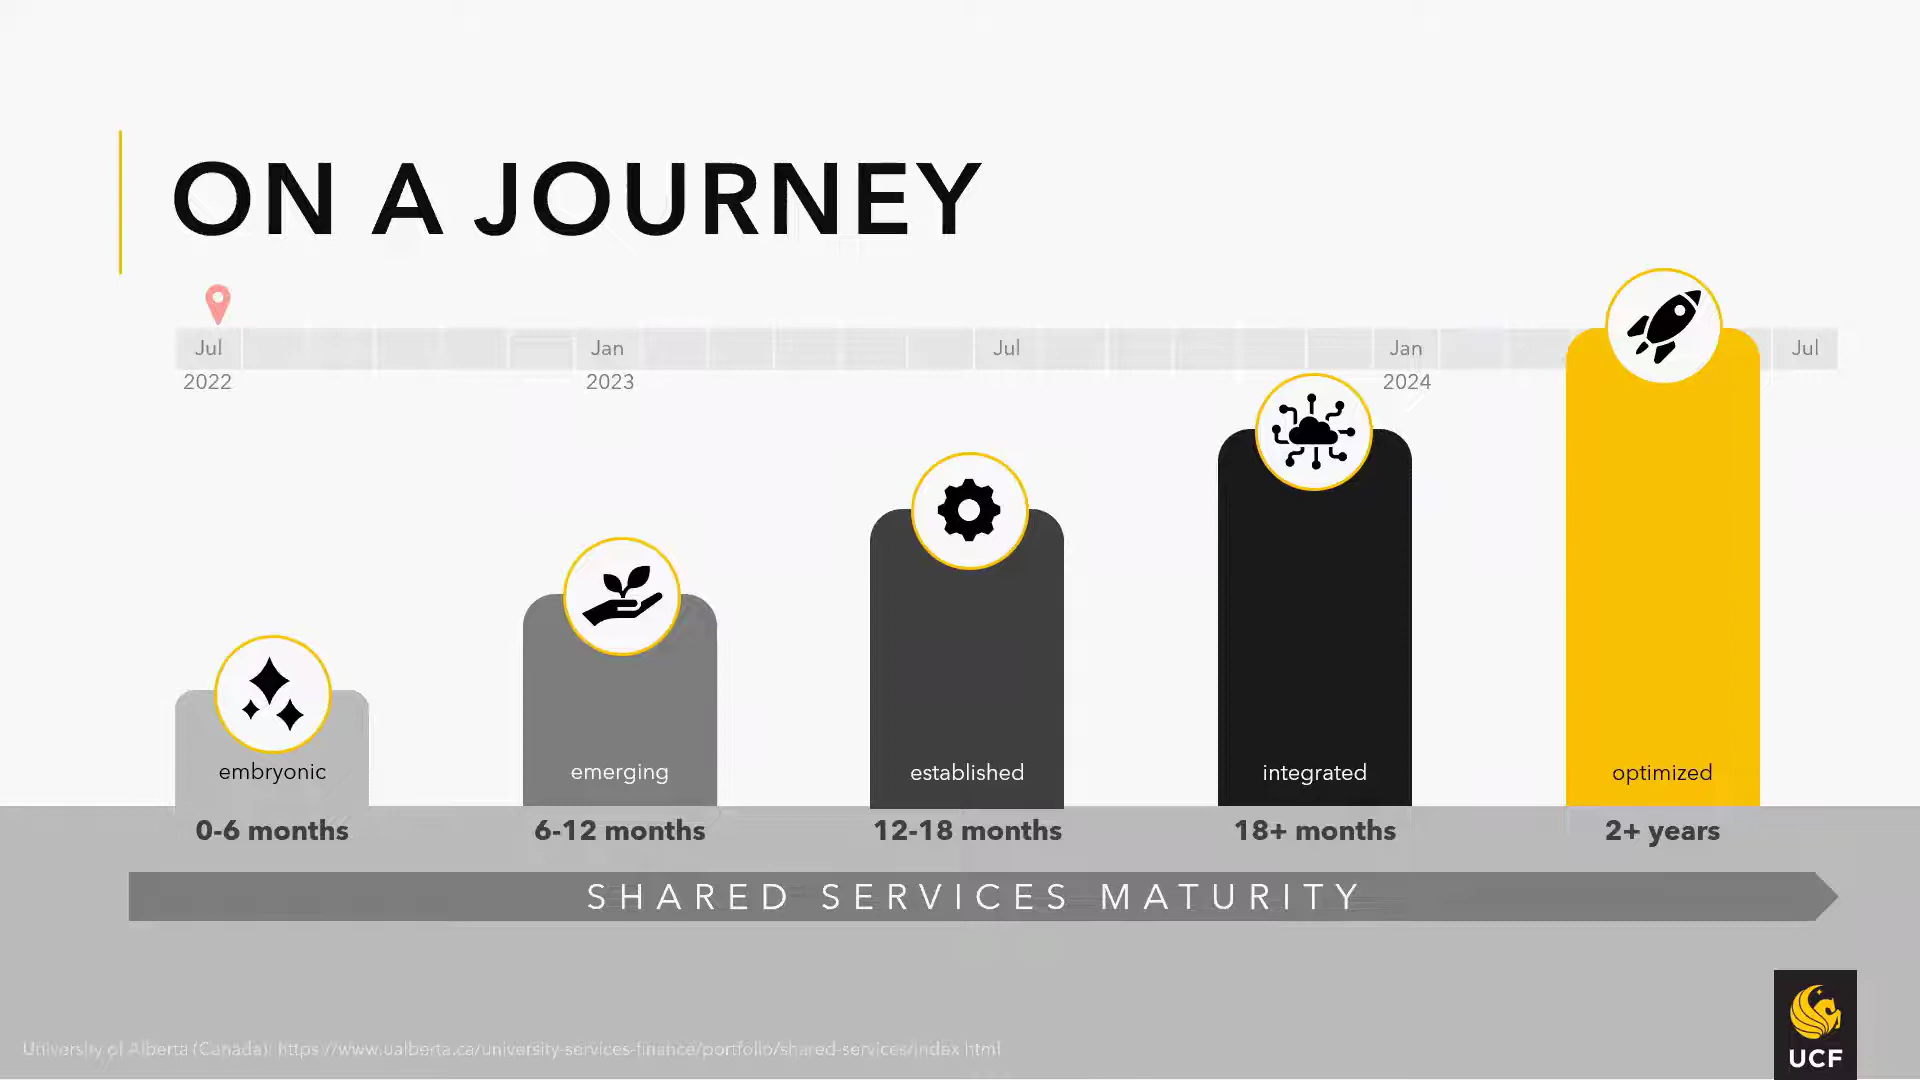 ON A JOURNEY
Jul Jan Jul Jan Jul
2022 2023 2024
embryonic emerging established integrated optimized
0-6 months 6-12 months 12-18 months 18+ months 2+ years
SHARED SERVICES MATURITY
University of Alberta (Canada): https://www.ualberta.ca/university-services-finance/portfolio/shared-services/index.html
UCF